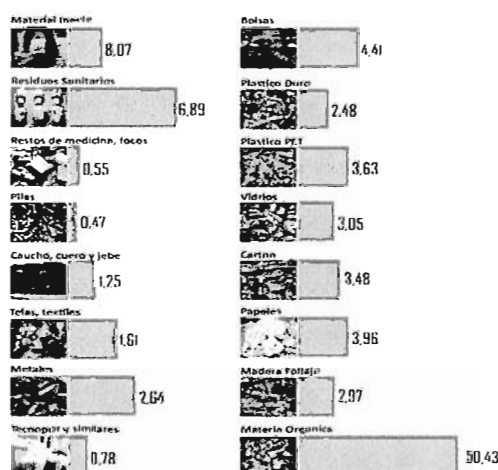 Material Inerte
8,07
Residuos Sanitarios
6,89
Restos de medicina, focos
0,55
Pilas
0,47
Caucho, cuero y jebe
1,25
Telas, textiles
1,61
Metales
2,64
Tecnopor y similares
0,78
Bolsas
4,41
Plastico Duro
2,48
Plastico PET
3,63
Vidrios
3,05
Carton
3,48
Papeles
3,96
Madera Follaje
2,97
Materia Organica
50,43